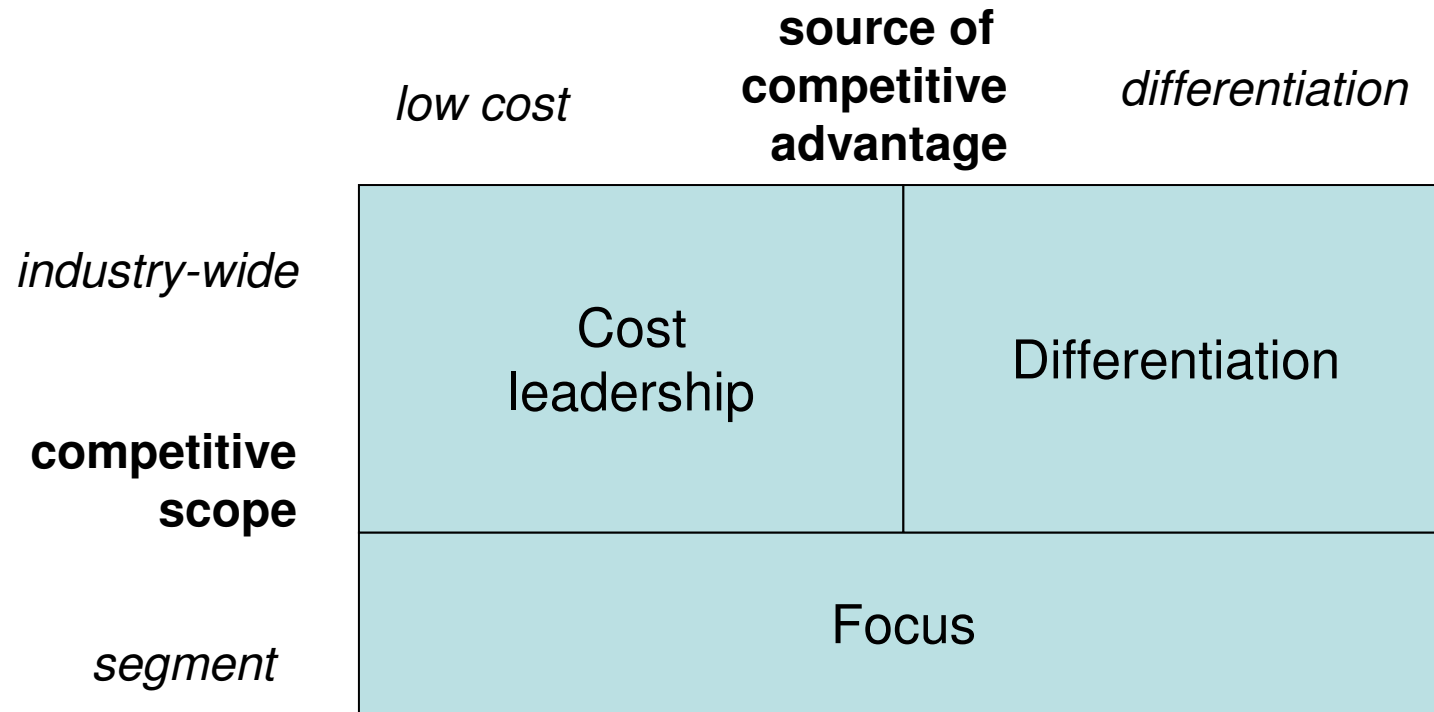 source of
competitive
advantage
low cost
differentiation
industry-wide
Cost
leadership
Differentiation
competitive
scope
Focus
segment